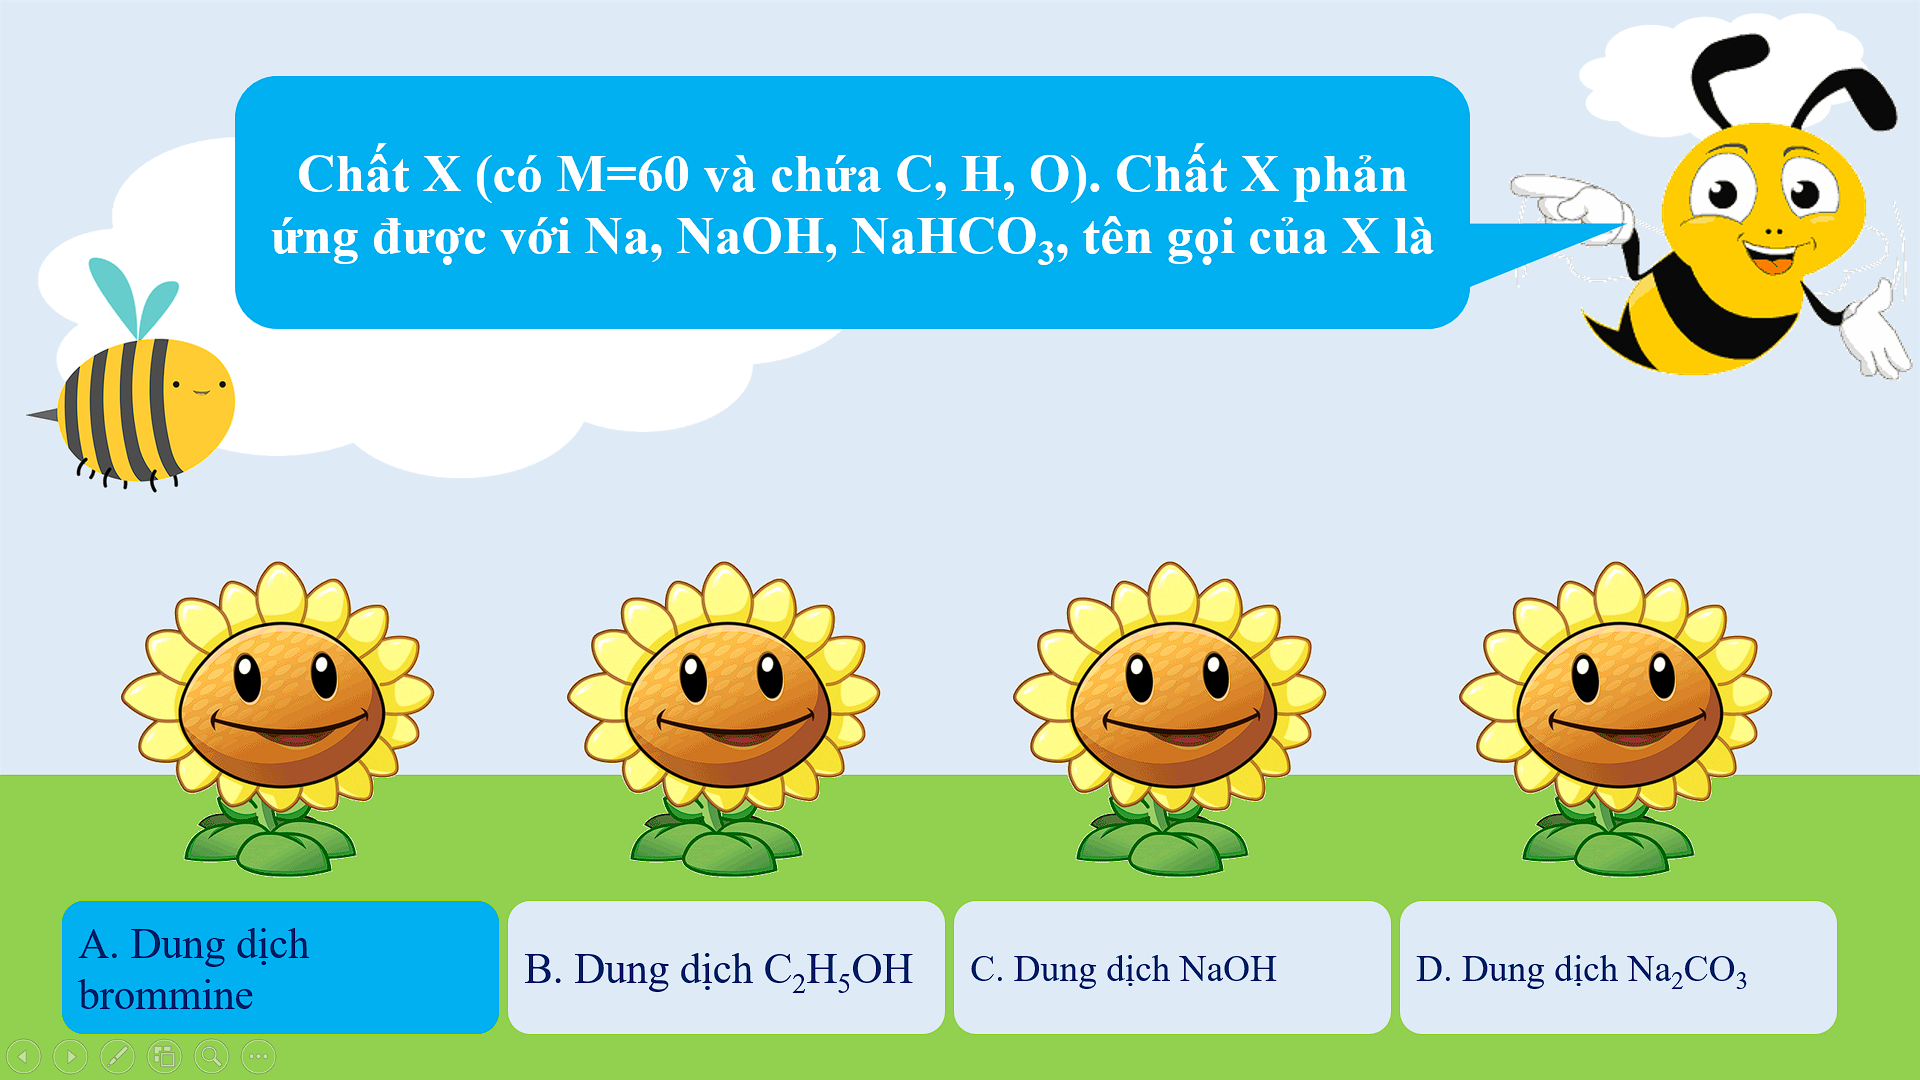 Chất X (có M=60 và chứa C, H, O). Chất X phản
ứng được với Na, NaOH, NaHCO₃, tên gọi của X là
A. Dung dịch
brommine
B. Dung dịch C₂H₅OH
C. Dung dịch NaOH
D. Dung dịch Na₂CO₃